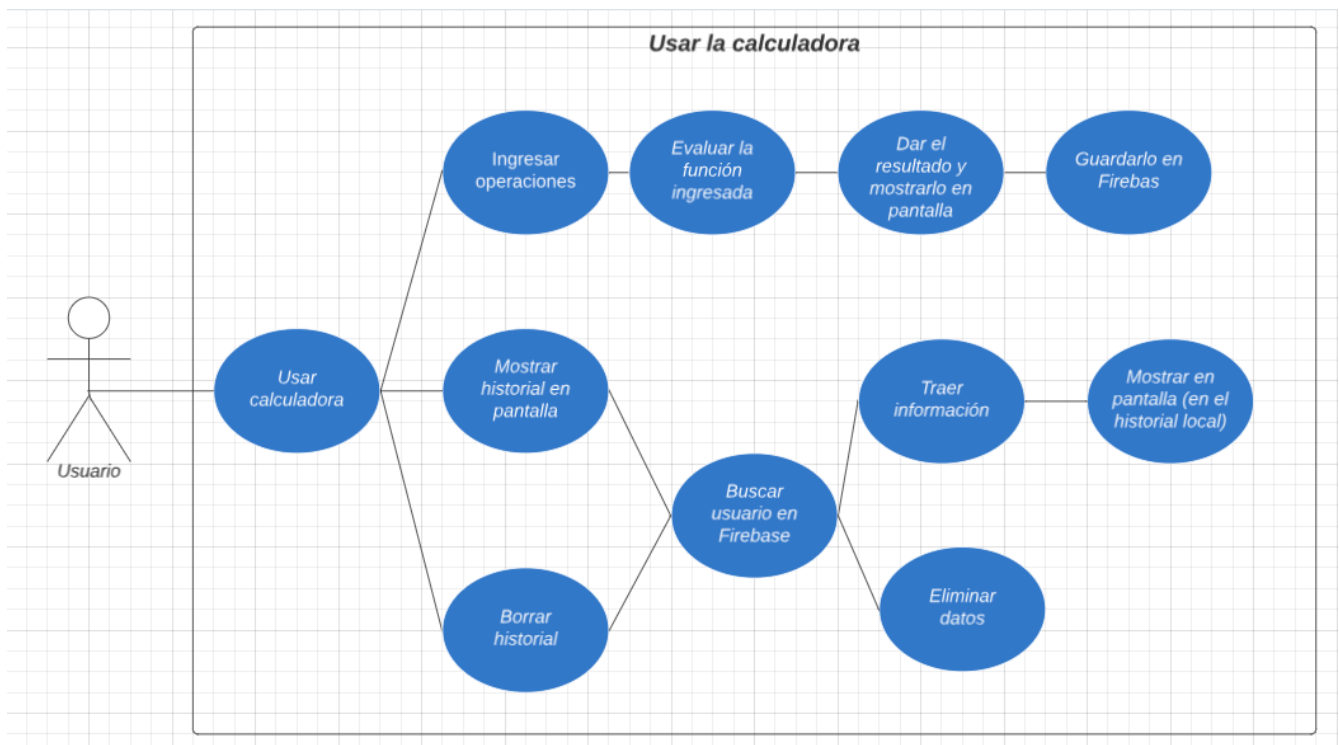 Usar la calculadora
Ingresar
operaciones
Evaluar la
función
ingresada
Dar el
resultado y
mostrarlo en
pantalla
Guardarlo en
Firebas
Usar
calculadora
Mostrar
historial en
pantalla
Traer
información
Mostrar en
pantalla (en el
historial local)
Usuario
Buscar
usuario en
Firebase
Borrar
historial
Eliminar
datos